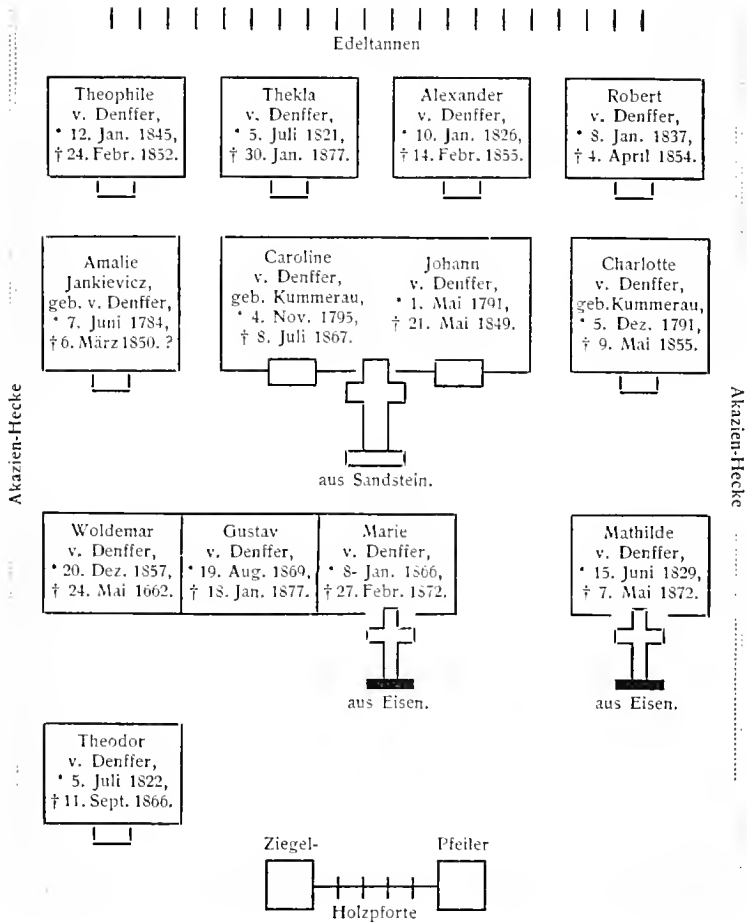 Edeltannen
Theophile
v. Denffer,
* 12. Jan. 1845,
† 24. Febr. 1852.
Thekla
v. Denffer,
* 5. Juli 1821,
† 30. Jan. 1877.
Alexander
v. Denffer,
* 10. Jan. 1826,
† 14. Febr. 1855.
Robert
v. Denffer,
* 8. Jan. 1837,
† 4. April 1854.
Amalie
Jankievicz,
geb. v. Denffer,
* 7. Juni 1784,
† 6. März 1850. ?
Caroline
v. Denffer,
geb. Kummerau,
* 4. Nov. 1795,
† 8. Juli 1867.
Johann
v. Denffer,
* 1. Mai 1791,
† 21. Mai 1849.
Charlotte
v. Denffer,
geb. Kummerau,
* 5. Dez. 1791,
† 9. Mai 1855.
Akazien-Hecke
Akazien-Hecke
aus Sandstein.
Woldemar
v. Denffer,
* 20. Dez. 1857,
† 24. Mai 1662.
Gustav
v. Denffer,
* 19. Aug. 1869,
† 18. Jan. 1877.
Marie
v. Denffer,
* 8- Jan. 1866,
† 27. Febr. 1872.
Mathilde
v. Denffer,
* 15. Juni 1829,
† 7. Mai 1872.
aus Eisen.
aus Eisen.
Theodor
v. Denffer,
* 5. Juli 1822,
† 11. Sept. 1866.
Ziegel- Pfeiler
Holzpforte